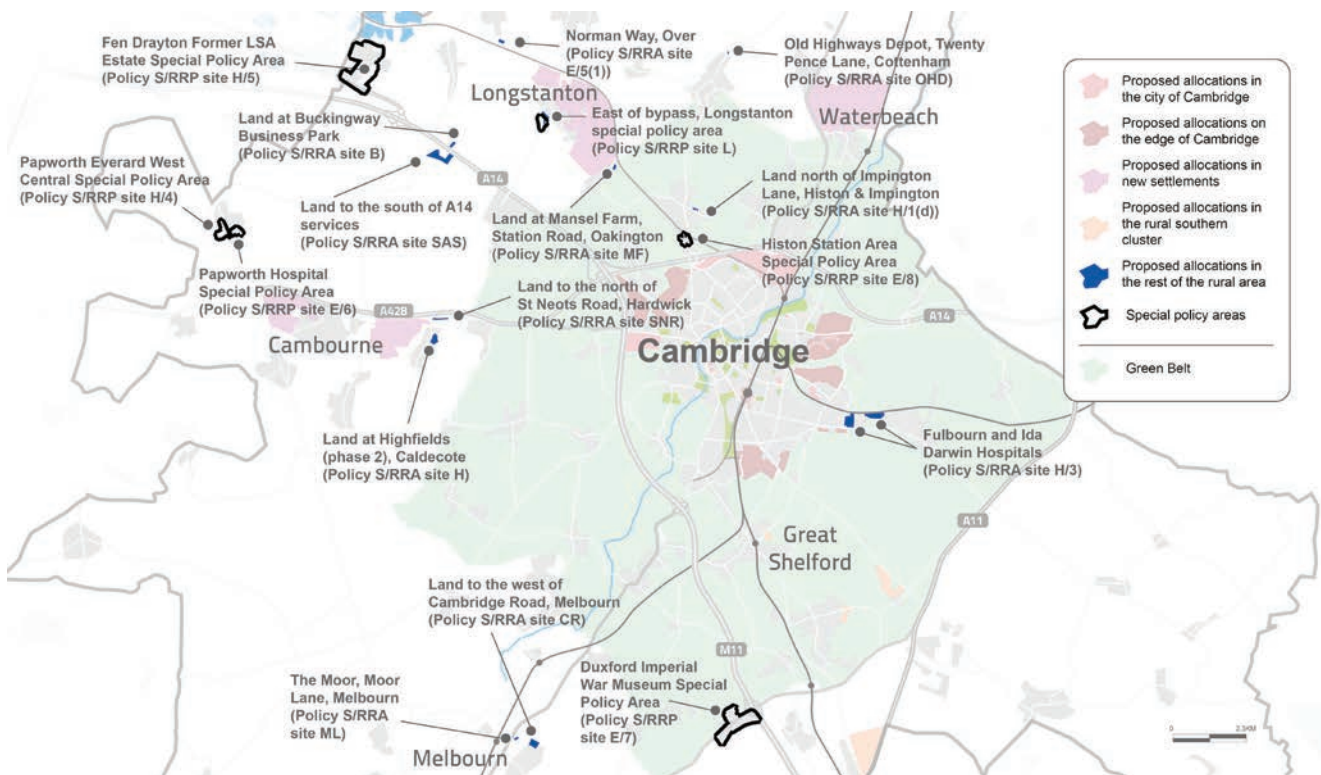 Fen Drayton Former LSA
Estate Special Policy Area
(Policy S/RRP site H/5)
Norman Way, Over
(Policy S/RRA site
E/5(1))
Old Highways Depot, Twenty
Pence Lane, Cottenham
(Policy S/RRA site OHD)
Longstanton
Waterbeach
Land at Buckingway
Business Park
(Policy S/RRA site B)
East of bypass, Longstanton
special policy area
(Policy S/RRP site L)
Papworth Everard West
Central Special Policy Area
(Policy S/RRP site H/4)
A14
Land to the south of A14
services
(Policy S/RRA site SAS)
Land at Mansel Farm,
Station Road, Oakington
(Policy S/RRA site MF)
Land north of Impington
Lane, Histon & Impington
(Policy S/RRA site H/1(d))
Histon Station Area
Special Policy Area
(Policy S/RRP site E/8)
Papworth Hospital
Special Policy Area
(Policy S/RRP site E/6)
Land to the north of
St Neots Road, Hardwick
(Policy S/RRA site SNR)
A428
A14
Cambourne
Cambridge
Land at Highfields
(phase 2), Caldecote
(Policy S/RRA site H)
Fulbourn and Ida
Darwin Hospitals
(Policy S/RRA site H/3)
A11
Great
Shelford
Land to the west of
Cambridge Road, Melbourn
(Policy S/RRA site CR)
M11
The Moor, Moor
Lane, Melbourn
(Policy S/RRA
site ML)
Duxford Imperial
War Museum Special
Policy Area
(Policy S/RRP
site E/7)
Melbourn
Proposed allocations in
the city of Cambridge
Proposed allocations on
the edge of Cambridge
Proposed allocations in
new settlements
Proposed allocations in
the rural southern
cluster
Proposed allocations in
the rest of the rural area
Special policy areas
Green Belt
0